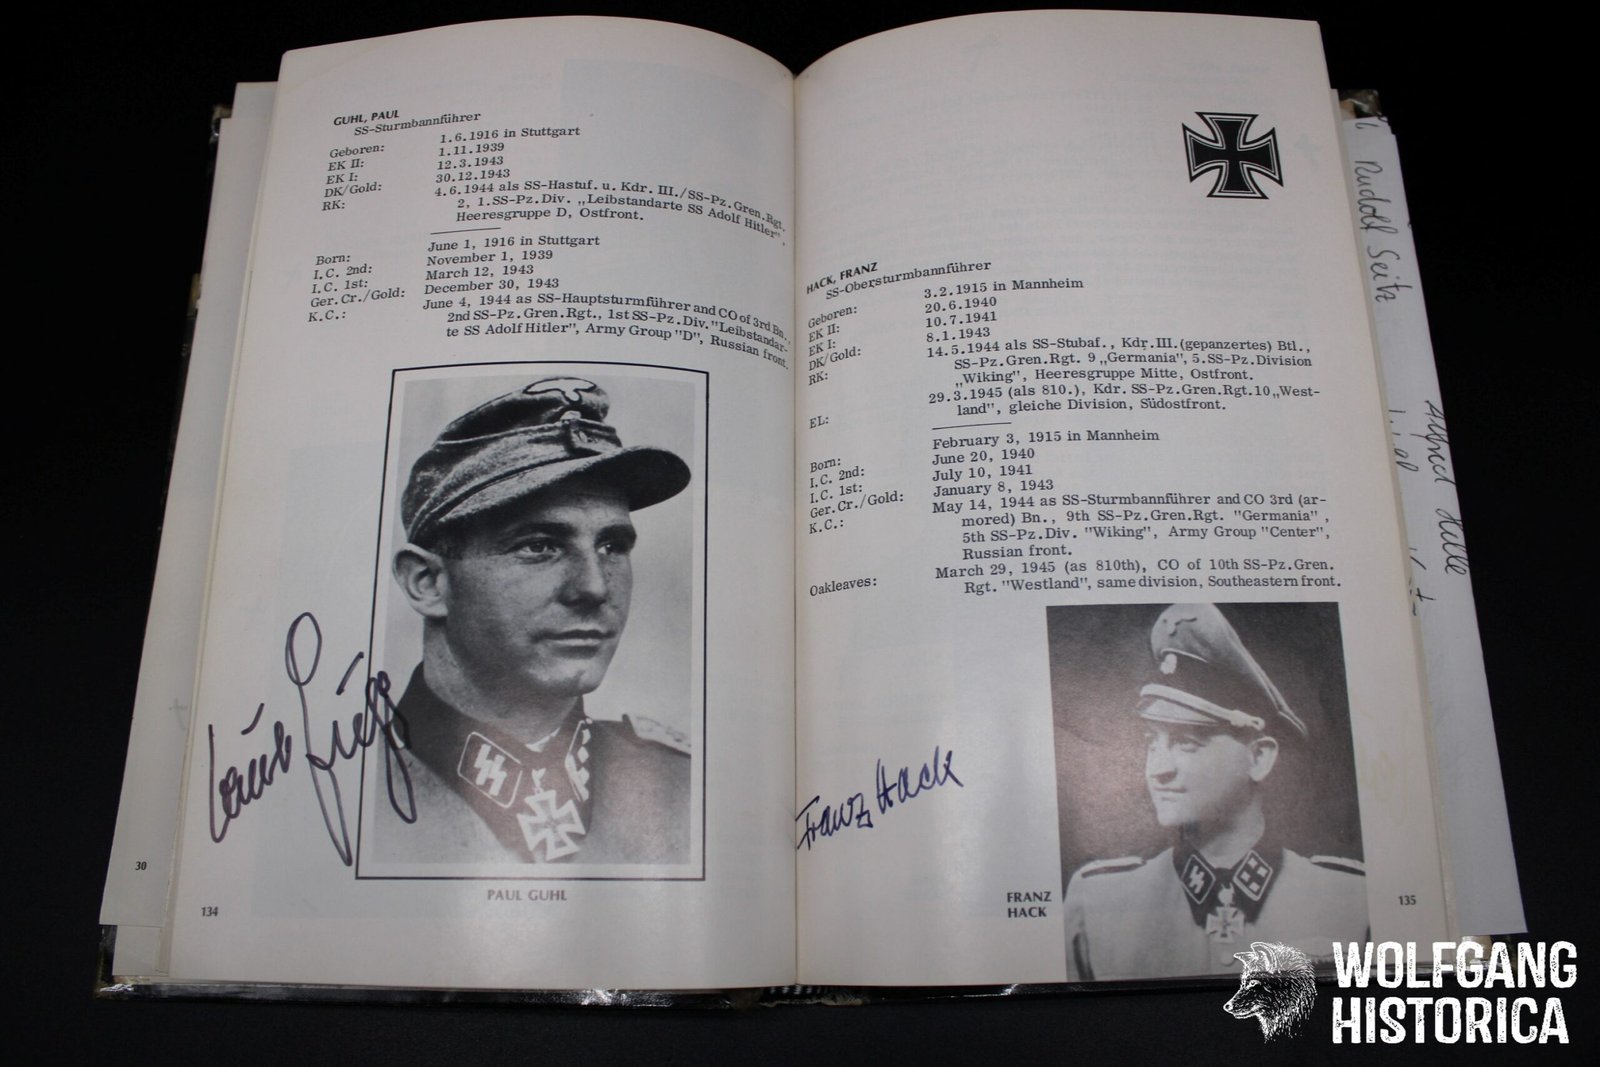 GUHL, PAUL
SS-Sturmbannführer
Geboren: 1.6.1916 in Stuttgart
EK II: 1.11.1939
EK I: 12.3.1943
DK/Gold: 30.12.1943
RK: 4.6.1944 als SS-Hastuf. u. Kdr. III./SS-Pz.Gren.Rgt.
2, 1.SS-Pz.Div. „Leibstandarte SS Adolf Hitler",
Heeresgruppe D, Ostfront.
Born: June 1, 1916 in Stuttgart
I.C. 2nd: November 1, 1939
I.C. 1st: March 12, 1943
Ger.Cr./Gold: December 30, 1943
K.C.: June 4, 1944 as SS-Hauptsturmführer and CO of 3rd Bn.,
2nd SS-Pz.Gren.Rgt., 1st SS-Pz.Div."Leibstandar-
te SS Adolf Hitler", Army Group "D", Russian front.
PAUL GUHL
30
134
HACK, FRANZ
SS-Obersturmbannführer
Geboren: 3.2.1915 in Mannheim
EK II: 20.6.1940
EK I: 10.7.1941
DK/Gold: 8.1.1943
RK: 14.5.1944 als SS-Stubaf., Kdr.III.(gepanzertes) Btl.,
SS-Pz.Gren.Rgt. 9 „Germania", 5.SS-Pz.Division
„Wiking", Heeresgruppe Mitte, Ostfront.
EL: 29.3.1945 (als 810.), Kdr. SS-Pz.Gren.Rgt.10 „West-
land", gleiche Division, Südostfront.
Born: February 3, 1915 in Mannheim
I.C. 2nd: June 20, 1940
I.C. 1st: July 10, 1941
Ger.Cr./Gold: January 8, 1943
K.C.: May 14, 1944 as SS-Sturmbannführer and CO 3rd (ar-
mored) Bn., 9th SS-Pz.Gren.Rgt. "Germania",
5th SS-Pz.Div. "Wiking", Army Group "Center",
Russian front.
Oakleaves: March 29, 1945 (as 810th), CO of 10th SS-Pz.Gren.
Rgt. "Westland", same division, Southeastern front.
Franz Hack
FRANZ
HACK
135
Rudolf Seitz
Alfred Hille
WOLFGANG
HISTORICA